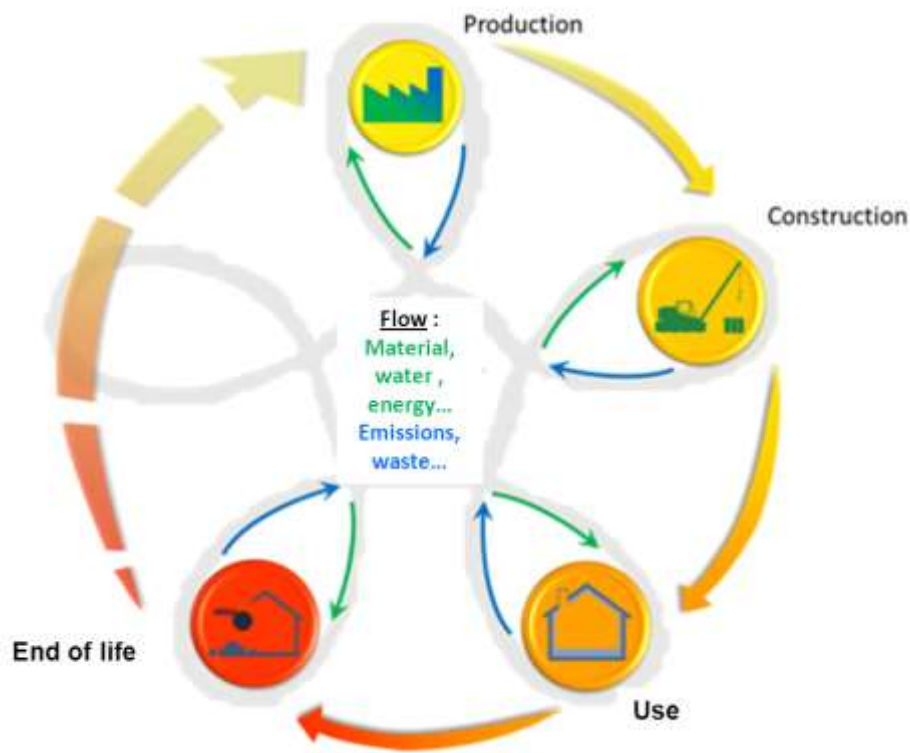 Production
Construction
Flow :
Material,
water ,
energy...
Emissions,
waste...
End of life
Use